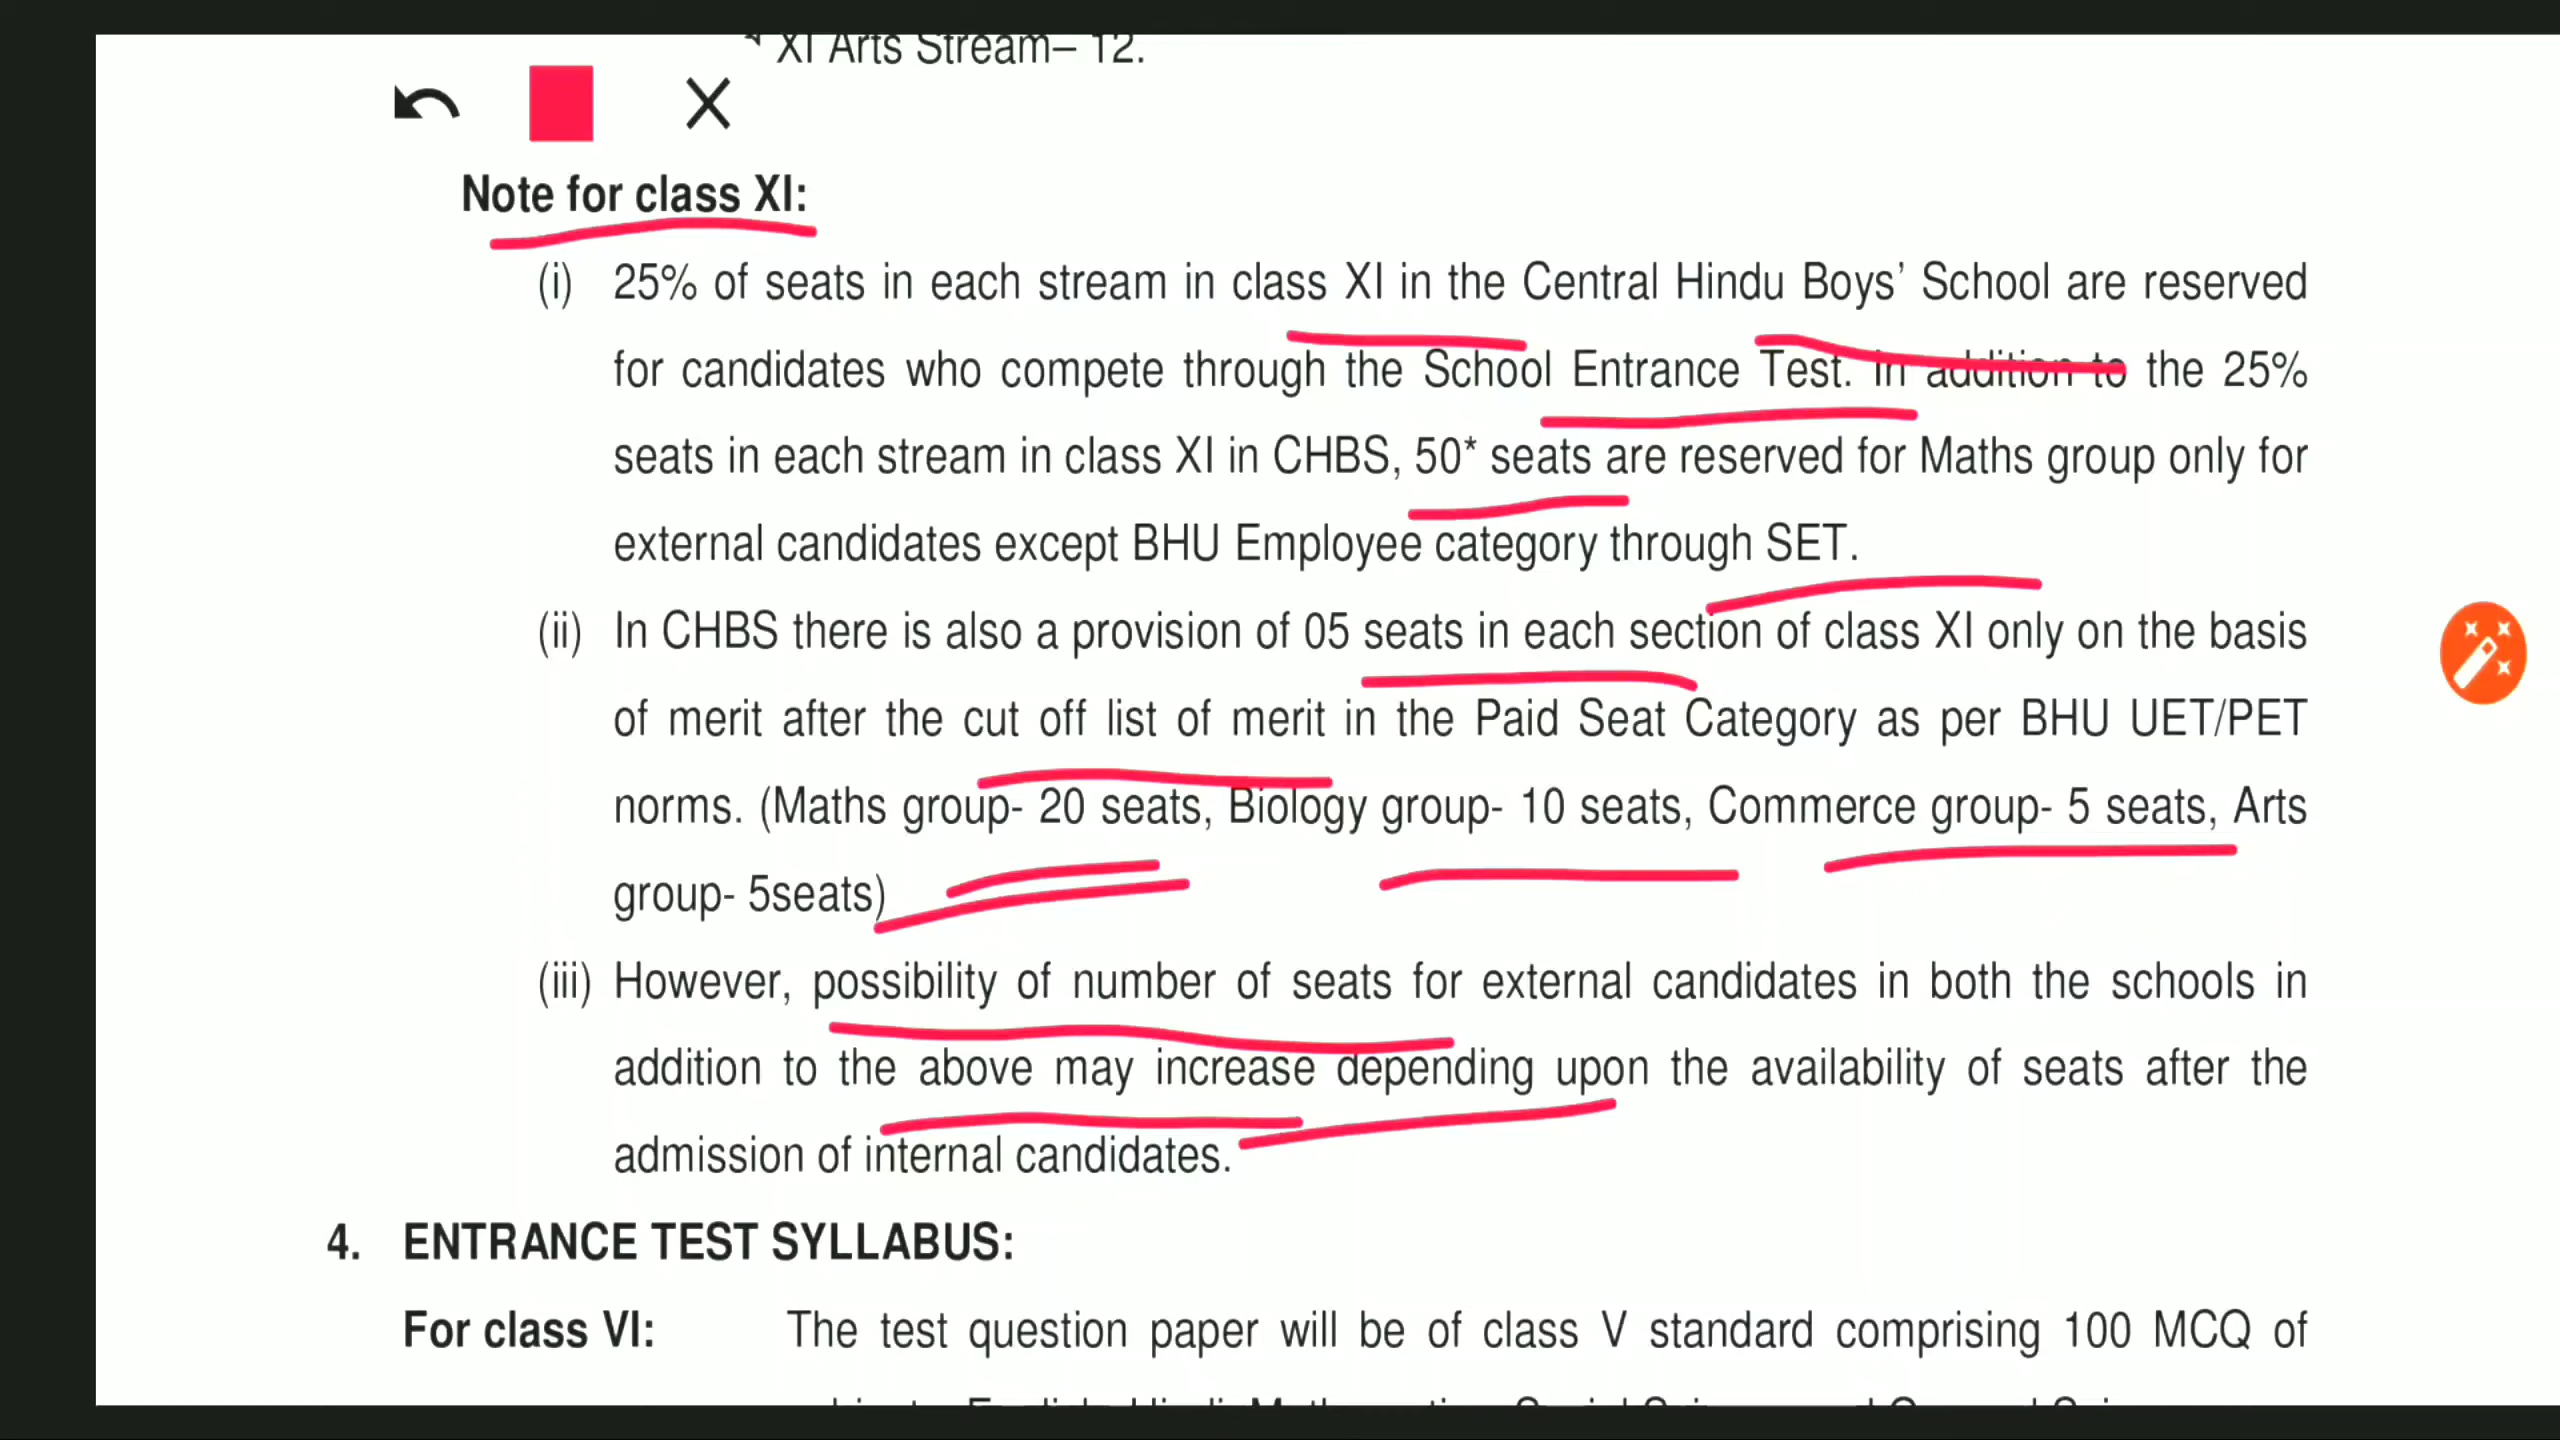 XI Arts Stream– 12.
Note for class XI:
(i) 25% of seats in each stream in class XI in the Central Hindu Boys’ School are reserved
for candidates who compete through the School Entrance Test. In addition to the 25%
seats in each stream in class XI in CHBS, 50* seats are reserved for Maths group only for
external candidates except BHU Employee category through SET.
(ii) In CHBS there is also a provision of 05 seats in each section of class XI only on the basis
of merit after the cut off list of merit in the Paid Seat Category as per BHU UET/PET
norms. (Maths group- 20 seats, Biology group- 10 seats, Commerce group- 5 seats, Arts
group- 5seats)
(iii) However, possibility of number of seats for external candidates in both the schools in
addition to the above may increase depending upon the availability of seats after the
admission of internal candidates.
4. ENTRANCE TEST SYLLABUS:
For class VI: The test question paper will be of class V standard comprising 100 MCQ of